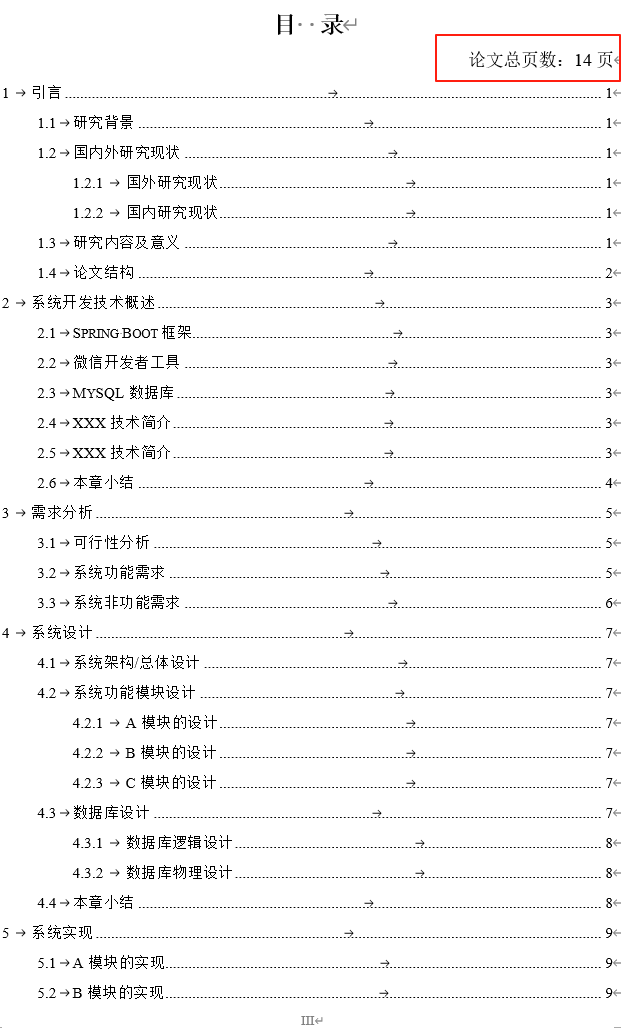 目 录
论文总页数：14 页
1 引言 1
1.1 研究背景 1
1.2 国内外研究现状 1
1.2.1 国外研究现状 1
1.2.2 国内研究现状 1
1.3 研究内容及意义 1
1.4 论文结构 2
2 系统开发技术概述 3
2.1 SPRING BOOT 框架 3
2.2 微信开发者工具 3
2.3 MYSQL 数据库 3
2.4 XXX 技术简介 3
2.5 XXX 技术简介 3
2.6 本章小结 4
3 需求分析 5
3.1 可行性分析 5
3.2 系统功能需求 5
3.3 系统非功能需求 6
4 系统设计 7
4.1 系统架构/总体设计 7
4.2 系统功能模块设计 7
4.2.1 A 模块的设计 7
4.2.2 B 模块的设计 7
4.2.3 C 模块的设计 7
4.3 数据库设计 7
4.3.1 数据库逻辑设计 8
4.3.2 数据库物理设计 8
4.4 本章小结 8
5 系统实现 9
5.1 A 模块的实现 9
5.2 B 模块的实现 9
III